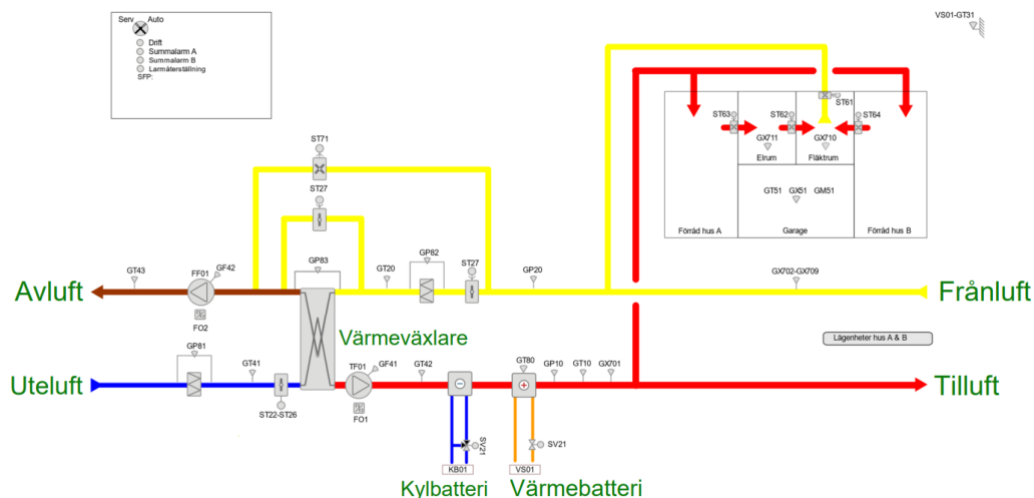 Serv Auto
Drift
Summalarm A
Summalarm B
Larmåterställning
SFP:
VS01-GT31
ST61
ST63
ST62
ST64
GX711
GX710
Elrum
Fläktrum
GT51 GX51 GM51
Förråd hus A
Garage
Förråd hus B
ST71
ST27
GP83
GT20
GP82
ST27
GP20
GX702-GX709
GT43
FF01
GF42
Avluft
Frånluft
FO2
Värmeväxlare
Lägenheter hus A & B
GP81
GT41
TF01
GF41
GT42
GT80
GP10
GT10
GX701
Uteluft
Tilluft
ST22-ST26
FO1
SV21
SV21
KB01
VS01
Kylbatteri
Värmebatteri